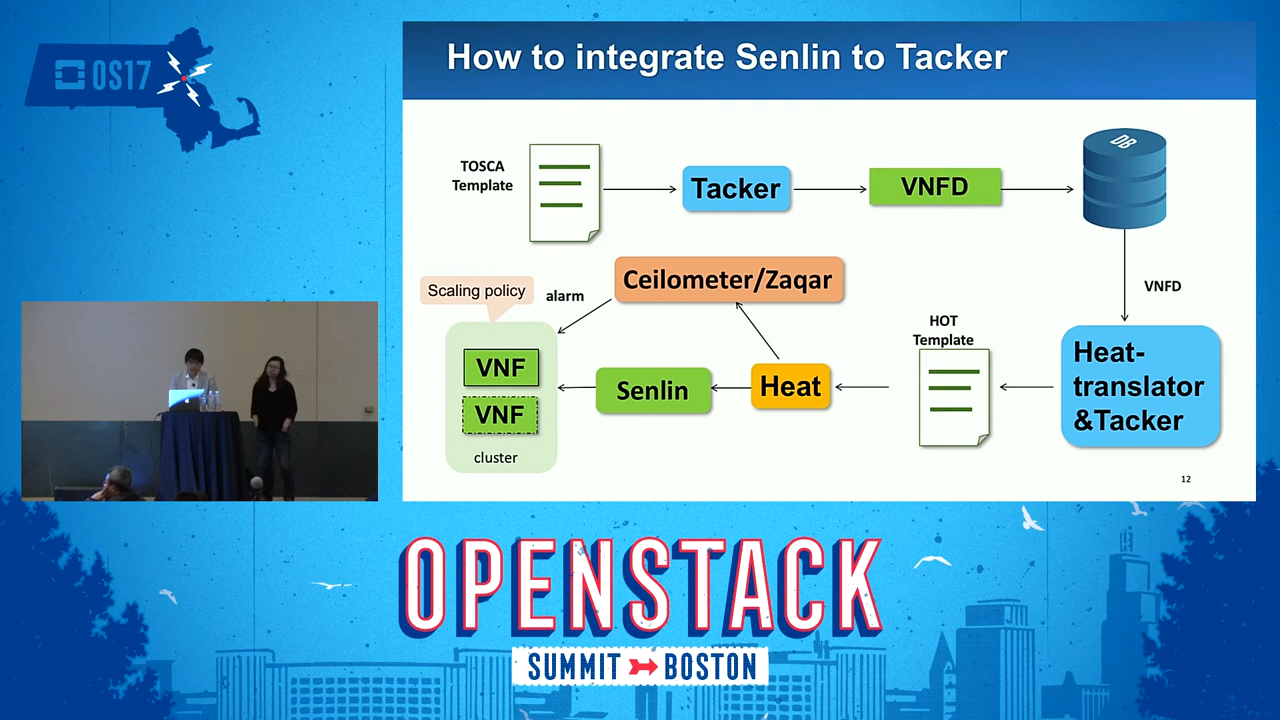 OS17
How to integrate Senlin to Tacker
TOSCA
Template
Tacker
VNFD
DB
Ceilometer/Zaqar
Scaling policy
alarm
VNFD
HOT
Template
Heat-
translator
&Tacker
VNF
Senlin
Heat
VNF
cluster
12
OPENSTACK
SUMMIT BOSTON